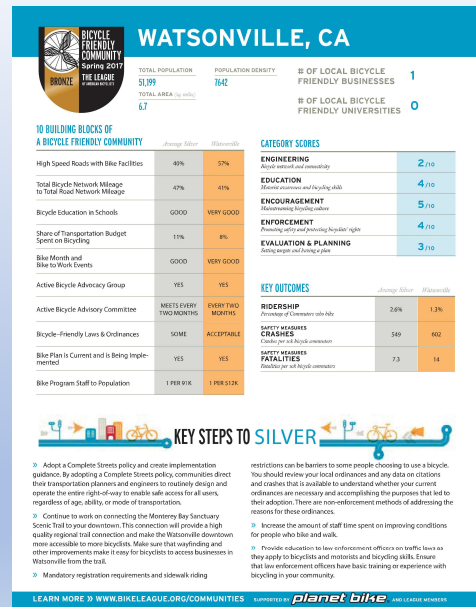 BICYCLE
FRIENDLY
COMMUNITY
Spring 2017
BRONZE
THE LEAGUE
OF AMERICAN BICYCLISTS
WATSONVILLE, CA
TOTAL POPULATION
51,199
POPULATION DENSITY
7642
TOTAL AREA (sq. miles)
6.7
# OF LOCAL BICYCLE
FRIENDLY BUSINESSES 1
# OF LOCAL BICYCLE
FRIENDLY UNIVERSITIES 0
10 BUILDING BLOCKS OF
A BICYCLE FRIENDLY COMMUNITY
Average Silver Watsonville
High Speed Roads with Bike Facilities 40% 57%
Total Bicycle Network Mileage
to Total Road Network Mileage 47% 41%
Bicycle Education in Schools GOOD VERY GOOD
Share of Transportation Budget
Spent on Bicycling 11% 8%
Bike Month and
Bike to Work Events GOOD VERY GOOD
Active Bicycle Advocacy Group YES YES
Active Bicycle Advisory Committee MEETS EVERY TWO MONTHS EVERY TWO MONTHS
Bicycle–Friendly Laws & Ordinances SOME ACCEPTABLE
Bike Plan is Current and is Being Imple-
mented YES YES
Bike Program Staff to Population 1 PER 91K 1 PER 512K
CATEGORY SCORES
ENGINEERING
Bicycle network and connectivity
2/10
EDUCATION
Motorist awareness and bicycling skills
4/10
ENCOURAGEMENT
Mainstreaming bicycling culture
5/10
ENFORCEMENT
Promoting safety and protecting bicyclists' rights
4/10
EVALUATION & PLANNING
Setting targets and having a plan
3/10
KEY OUTCOMES
Average Silver Watsonville
RIDERSHIP
Percentage of Commuters who bike
2.6% 1.3%
SAFETY MEASURES
CRASHES
Crashes per 10k bicycle commuters
549 602
SAFETY MEASURES
FATALITIES
Fatalities per 10k bicycle commuters
7.3 14
KEY STEPS TO SILVER
» Adopt a Complete Streets policy and create implementation
guidance. By adopting a Complete Streets policy, communities direct
their transportation planners and engineers to routinely design and
operate the entire right-of-way to enable safe access for all users,
regardless of age, ability, or mode of transportation.
» Continue to work on connecting the Monterey Bay Sanctuary
Scenic Trail to your downtown. This connection will provide a high
quality regional trail connection and make the Watsonville downtown
more accessible to more bicyclists. Make sure that wayfinding and
other improvements make it easy for bicyclists to access businesses in
Watsonville from the trail.
» Mandatory registration requirements and sidewalk riding
restrictions can be barriers to some people choosing to use a bicycle.
You should review your local ordinances and any data on citations
and crashes that is available to understand whether your current
ordinances are necessary and accomplishing the purposes that led to
their adoption. There are non-enforcement methods of addressing the
reasons for these ordinances.
» Increase the amount of staff time spent on improving conditions
for people who bike and walk.
» Provide education to law enforcement officers on traffic laws as
they apply to bicyclists and motorists and bicycling skills. Ensure
that law enforcement officers have basic training or experience with
bicycling in your community.
LEARN MORE » WWW.BIKELEAGUE.ORG/COMMUNITIES SUPPORTED BY planet bike. AND LEAGUE MEMBERS